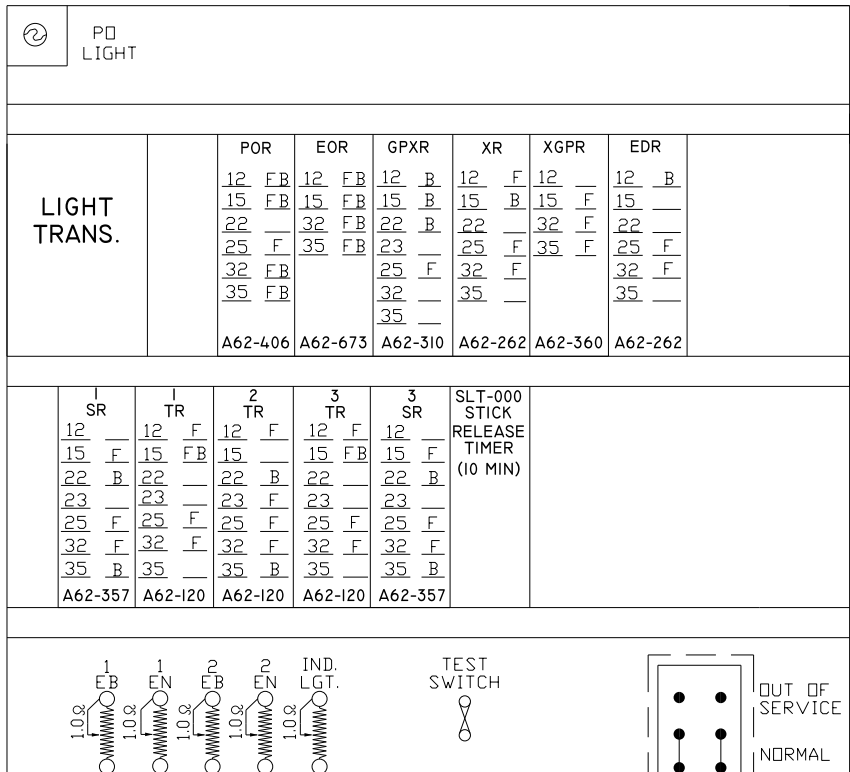 PO
LIGHT
LIGHT
TRANS.
POR
12 FB
15 FB
22
25 F
32 FB
35 FB
A62-406
EOR
12 FB
15 FB
32 FB
35 FB
A62-673
GPXR
12 B
15 B
22 B
23
25 F
32
35
A62-310
XR
12 F
15 B
22
25 F
32 F
35
A62-262
XGPR
12
15 F
32 F
35 F
A62-360
EDR
12 B
15
22
25 F
32 F
35
A62-262
1
SR
12
15 F
22 B
23
25 F
32 F
35 B
A62-357
1
TR
12 F
15 FB
22
23
25 F
32 F
35
A62-120
2
TR
12 F
15
22 B
23 F
25 F
32 F
35 B
A62-120
3
TR
12 F
15 FB
22
23
25 F
32 F
35
A62-120
3
SR
12
15 F
22 B
23
25 F
32 F
35 B
A62-357
SLT-000
STICK
RELEASE
TIMER
(10 MIN)
1
EB
1.0Ω
1
EN
1.0Ω
2
EB
1.0Ω
2
EN
1.0Ω
IND.
LGT.
1.0Ω
TEST
SWITCH
OUT OF
SERVICE
NORMAL